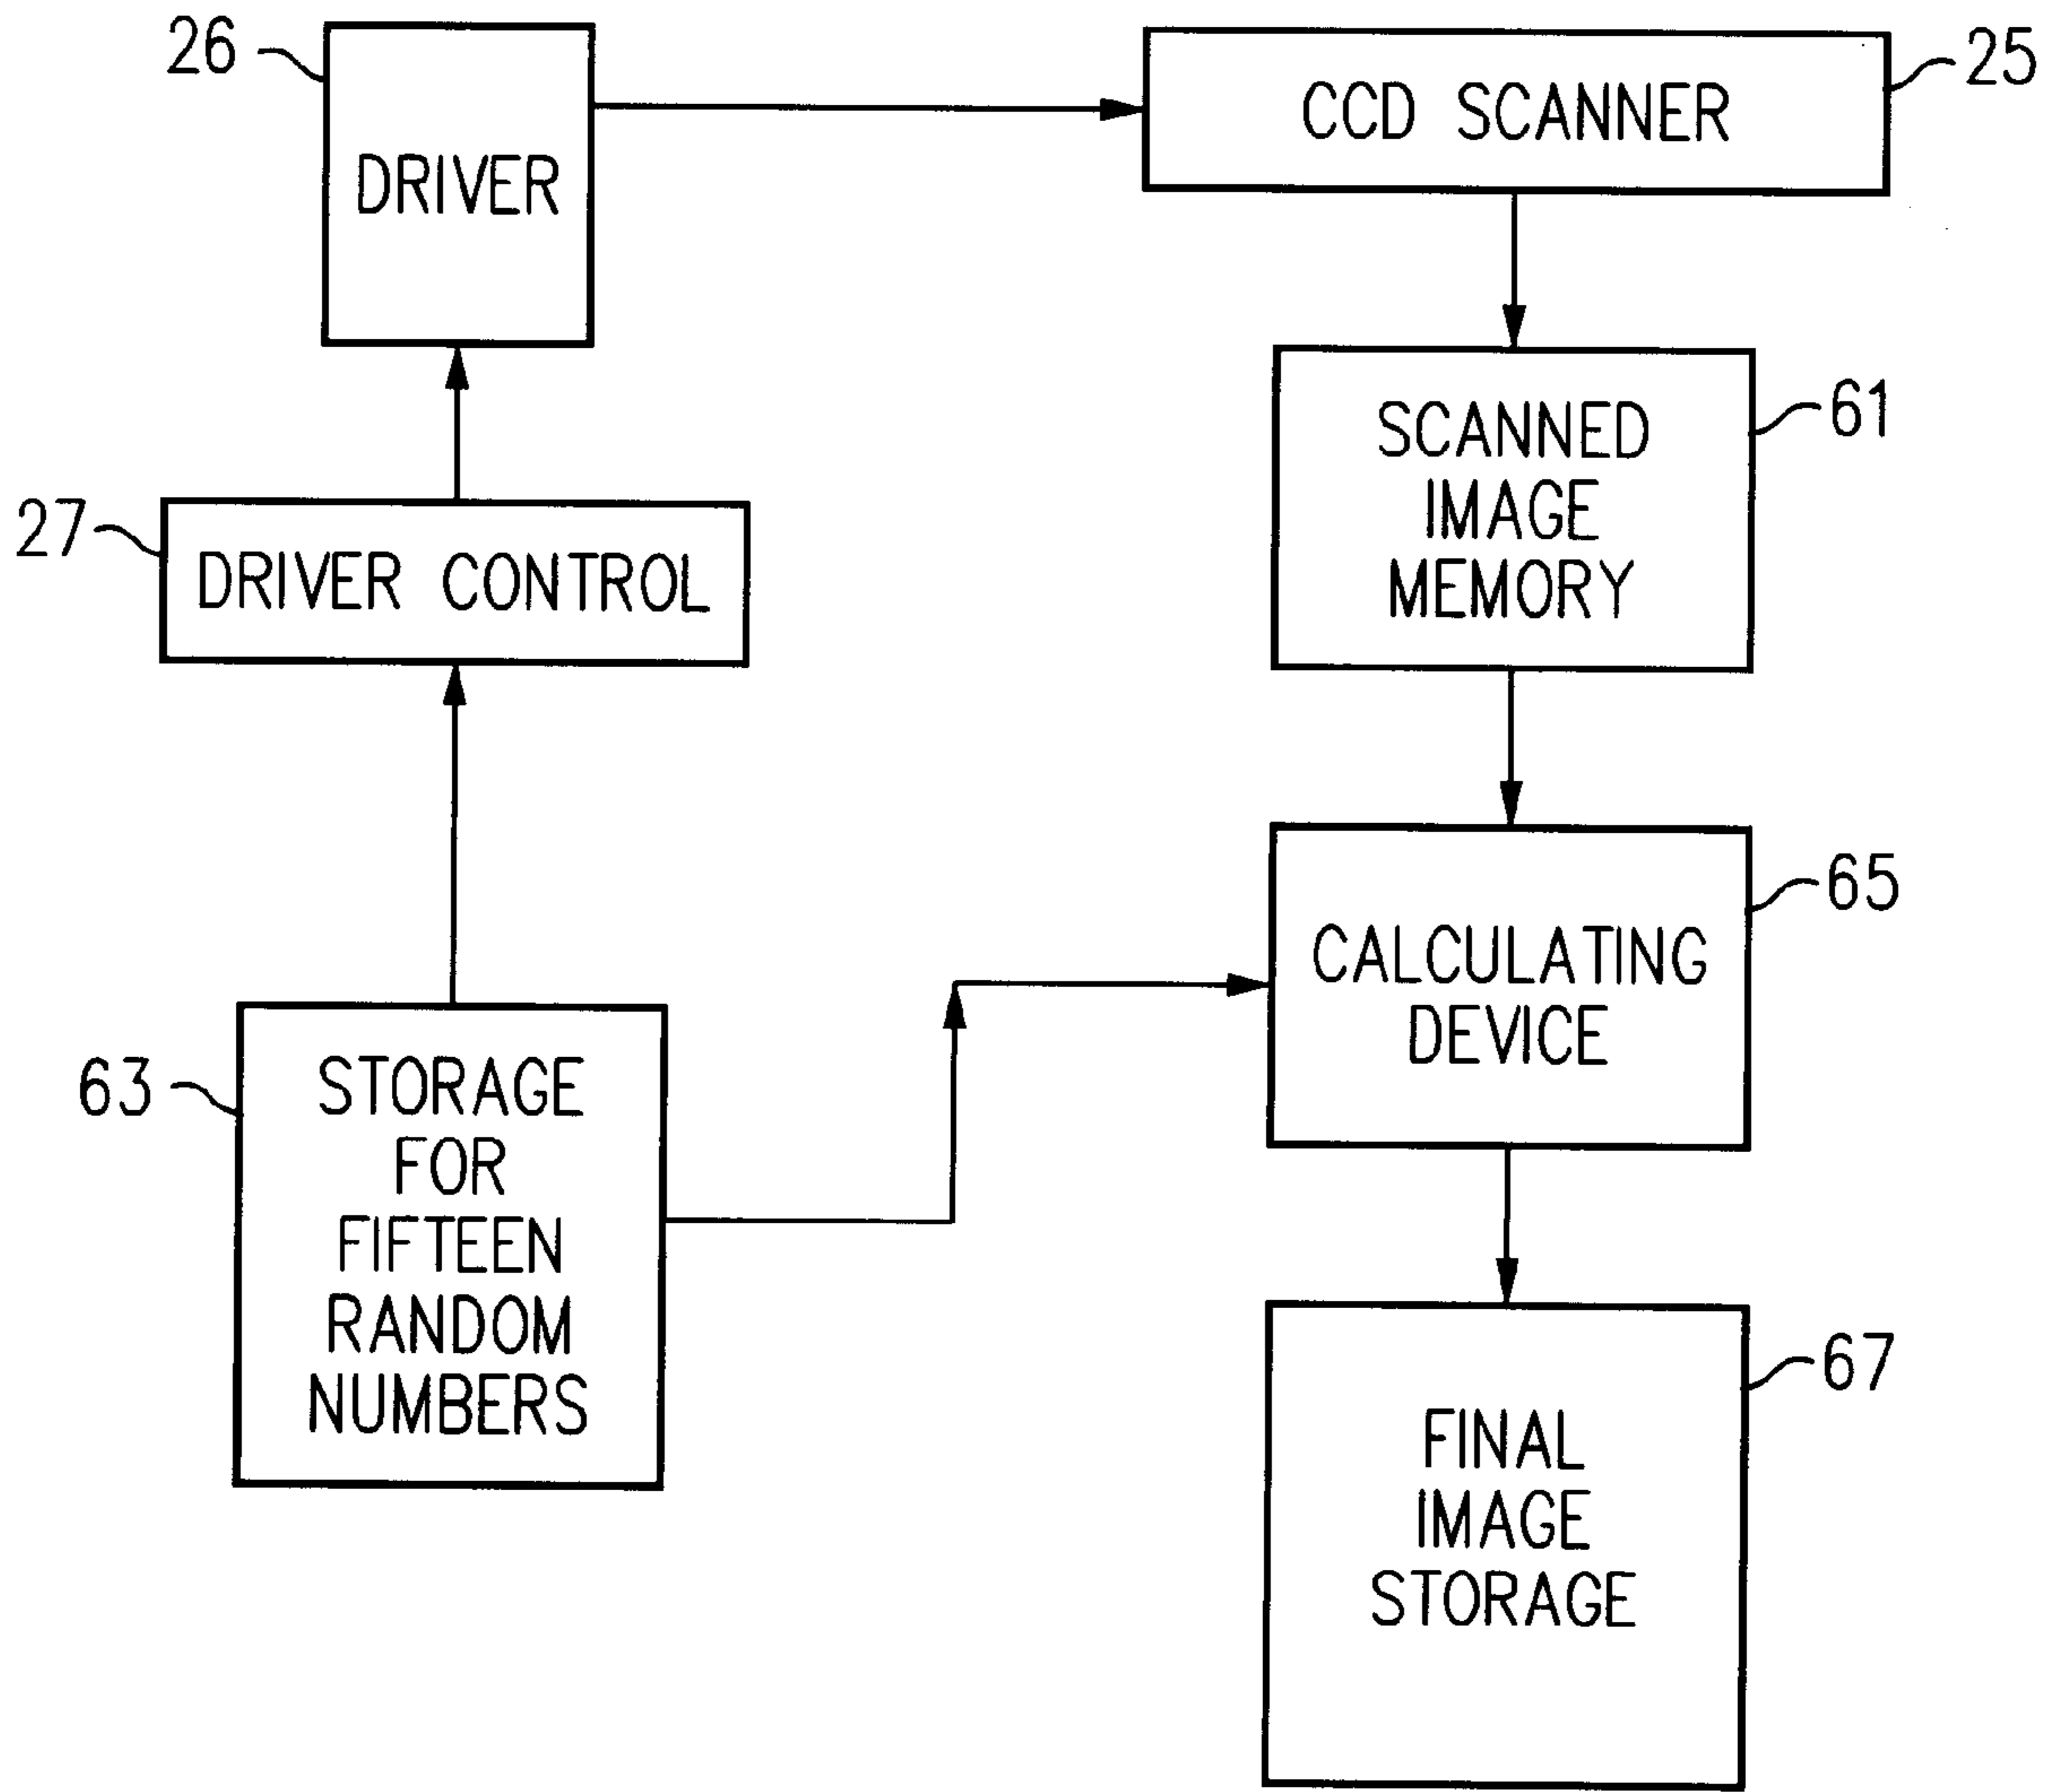 26
DRIVER
CCD SCANNER
25
SCANNED
IMAGE
MEMORY
61
27
DRIVER CONTROL
CALCULATING
DEVICE
65
63
STORAGE
FOR
FIFTEEN
RANDOM
NUMBERS
FINAL
IMAGE
STORAGE
67